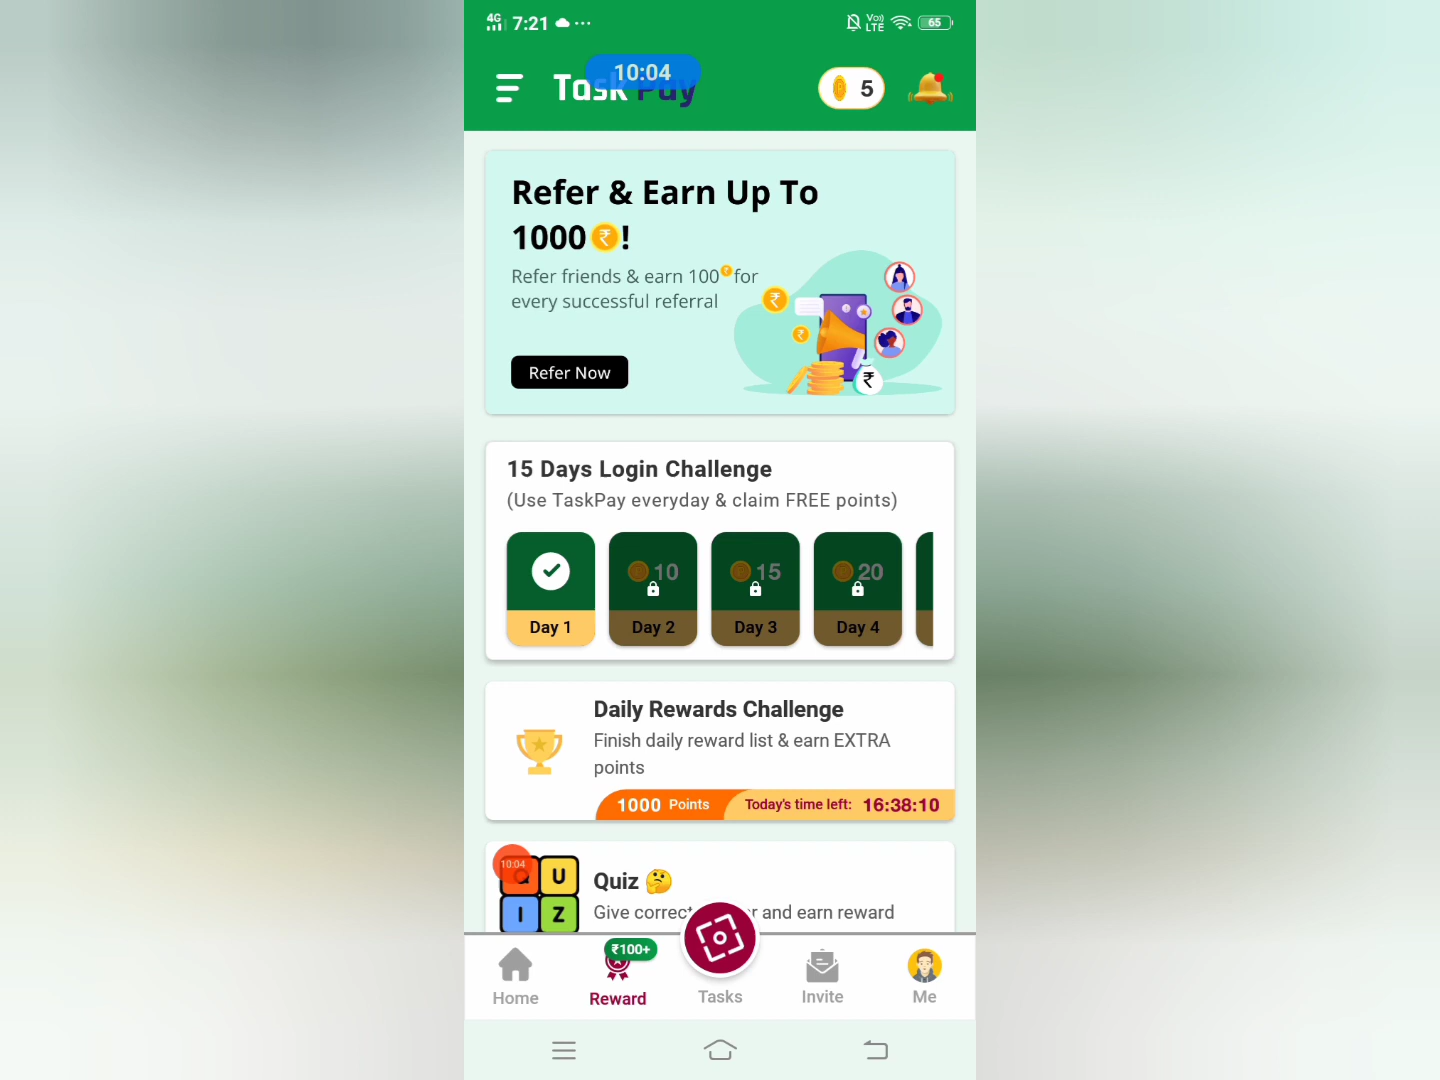 4G 7:21 ... Vo)) LTE 65
10:04
Task Pay
5
Refer & Earn Up To
1000₹!
Refer friends & earn 100₹for
every successful referral
₹
₹
₹
Refer Now
15 Days Login Challenge
(Use TaskPay everyday & claim FREE points)
10 15 20
Day 1 Day 2 Day 3 Day 4
Daily Rewards Challenge
Finish daily reward list & earn EXTRA
points
1000 Points Today's time left: 16:38:10
10:04
Q U
I Z
Quiz 🤔
Give correct and earn reward
₹100+
Home Reward Tasks Invite Me